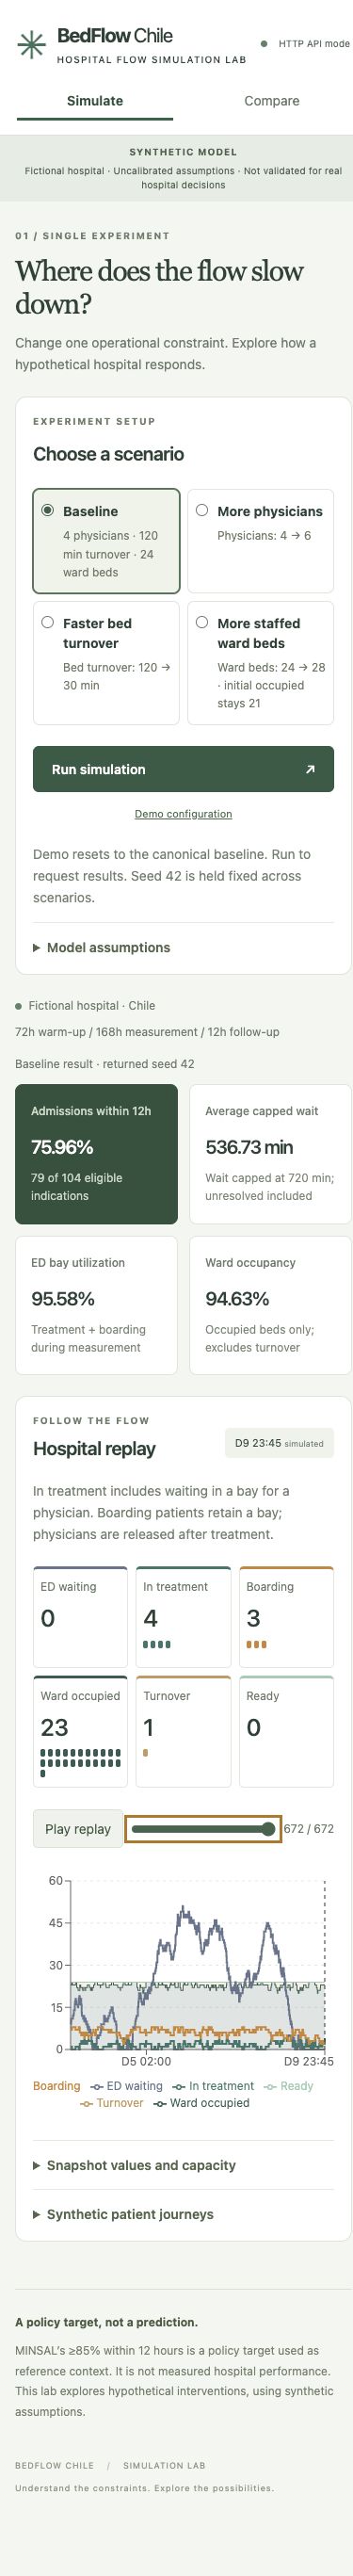 BedFlow Chile
HOSPITAL FLOW SIMULATION LAB
HTTP API mode
Simulate
Compare
SYNTHETIC MODEL
Fictional hospital · Uncalibrated assumptions · Not validated for real
hospital decisions
01 / SINGLE EXPERIMENT
Where does the flow slow
down?
Change one operational constraint. Explore how a
hypothetical hospital responds.
EXPERIMENT SETUP
Choose a scenario
Baseline
4 physicians · 120
min turnover · 24
ward beds
More physicians
Physicians: 4 → 6
Faster bed
turnover
Bed turnover: 120 →
30 min
More staffed
ward beds
Ward beds: 24 → 28
· initial occupied
stays 21
Run simulation ↗
Demo configuration
Demo resets to the canonical baseline. Run to
request results. Seed 42 is held fixed across
scenarios.
Model assumptions
Fictional hospital · Chile
72h warm-up / 168h measurement / 12h follow-up
Baseline result · returned seed 42
Admissions within 12h
75.96%
79 of 104 eligible
indications
Average capped wait
536.73 min
Wait capped at 720 min;
unresolved included
ED bay utilization
95.58%
Treatment + boarding
during measurement
Ward occupancy
94.63%
Occupied beds only;
excludes turnover
FOLLOW THE FLOW
Hospital replay
D9 23:45 simulated
In treatment includes waiting in a bay for a
physician. Boarding patients retain a bay;
physicians are released after treatment.
ED waiting
0
In treatment
4
Boarding
3
Ward occupied
23
Turnover
1
Ready
0
Play replay
672 / 672
60
45
30
15
0
D5 02:00
D9 23:45
Boarding
ED waiting
In treatment
Ready
Turnover
Ward occupied
Snapshot values and capacity
Synthetic patient journeys
A policy target, not a prediction.
MINSAL's ≥85% within 12 hours is a policy target used as
reference context. It is not measured hospital performance.
This lab explores hypothetical interventions, using synthetic
assumptions.
BEDFLOW CHILE / SIMULATION LAB
Understand the constraints. Explore the possibilities.